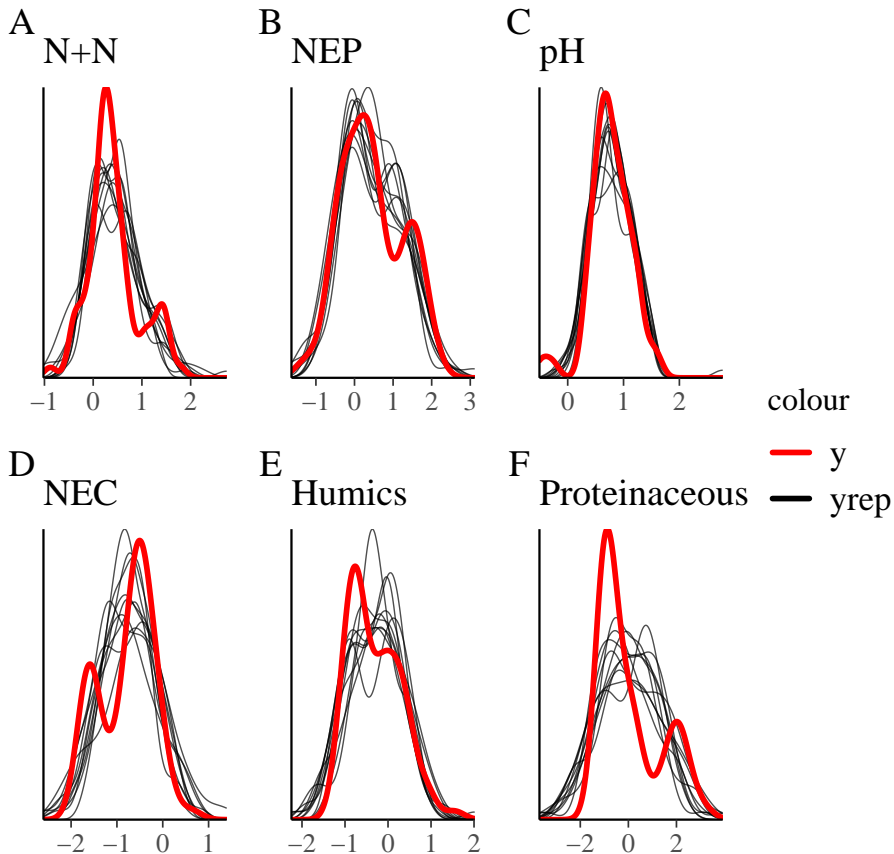 A
N+N
−1 0 1 2
B
NEP
−1 0 1 2 3
C
pH
0 1 2
colour
y
yrep
D
NEC
−2 −1 0 1
E
Humics
−2 −1 0 1 2
F
Proteinaceous
−2 0 2